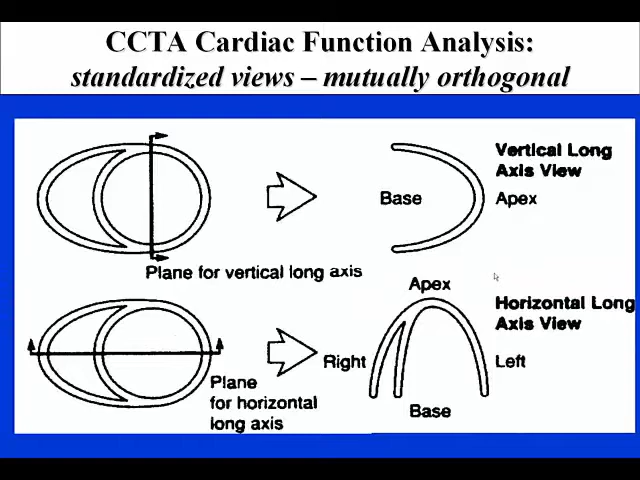 CCTA Cardiac Function Analysis:
standardized views – mutually orthogonal
Vertical Long
Axis View
Base
Apex
Plane for vertical long axis
Apex
Horizontal Long
Axis View
Right
Left
Plane
for horizontal
long axis
Base